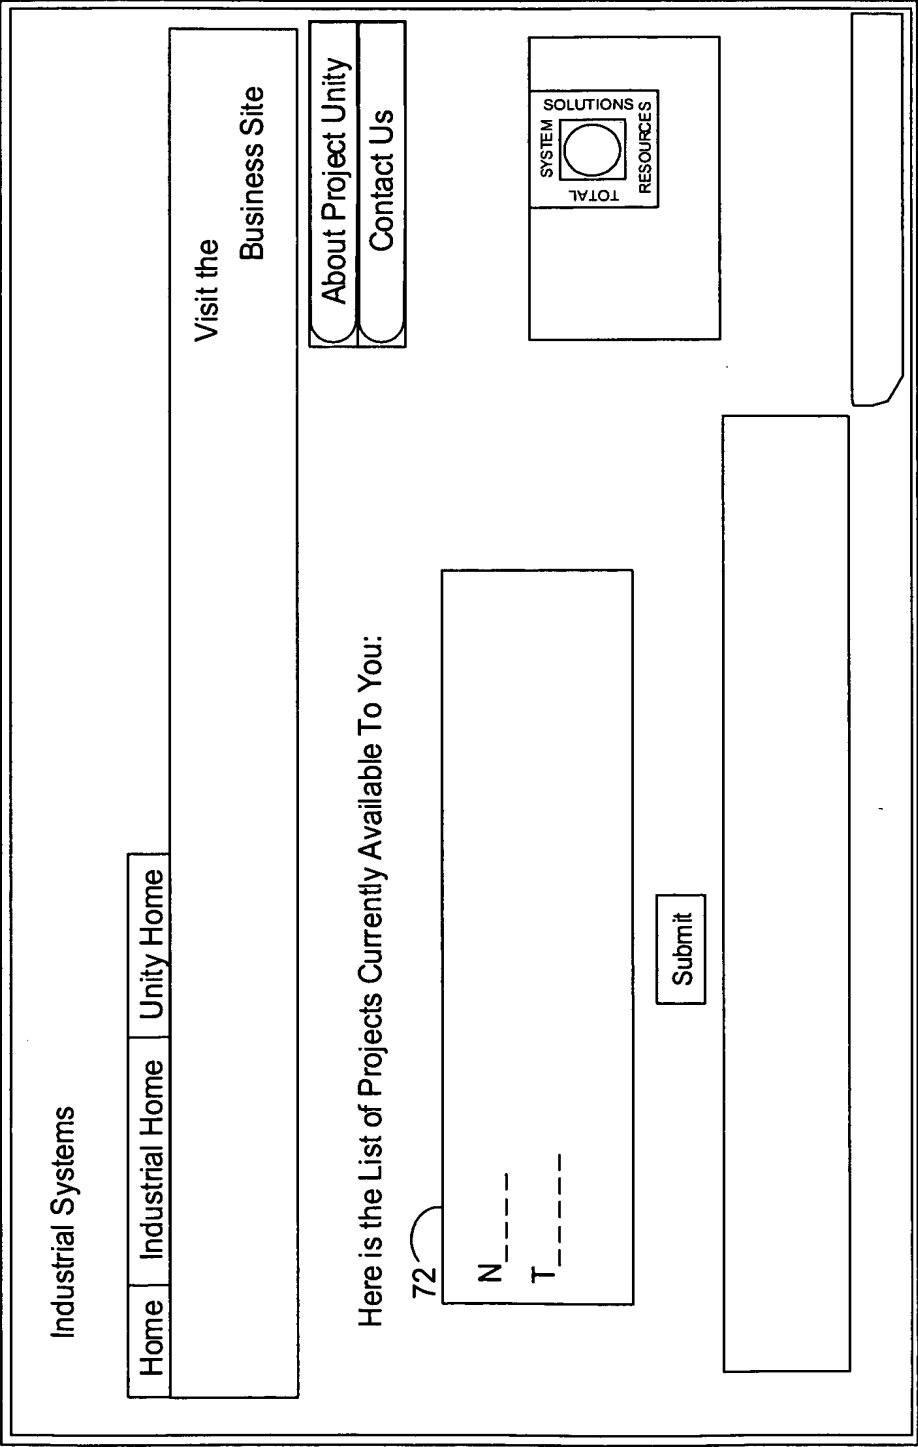 Industrial Systems
Home Industrial Home Unity Home
Visit the
Business Site
About Project Unity
Contact Us
Here is the List of Projects Currently Available To You:
72
N_ _ _ _
T_ _ _ _ _
SYSTEM
SOLUTIONS
TOTAL
RESOURCES
Submit